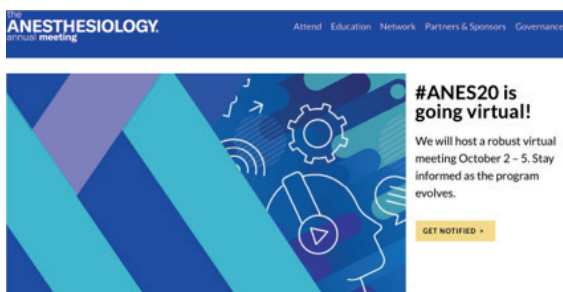 the
ANESTHESIOLOGY®
annual meeting
Attend Education Network Partners & Sponsors Governance
#ANES20 is
going virtual!
We will host a robust virtual
meeting October 2 – 5. Stay
informed as the program
evolves.
GET NOTIFIED